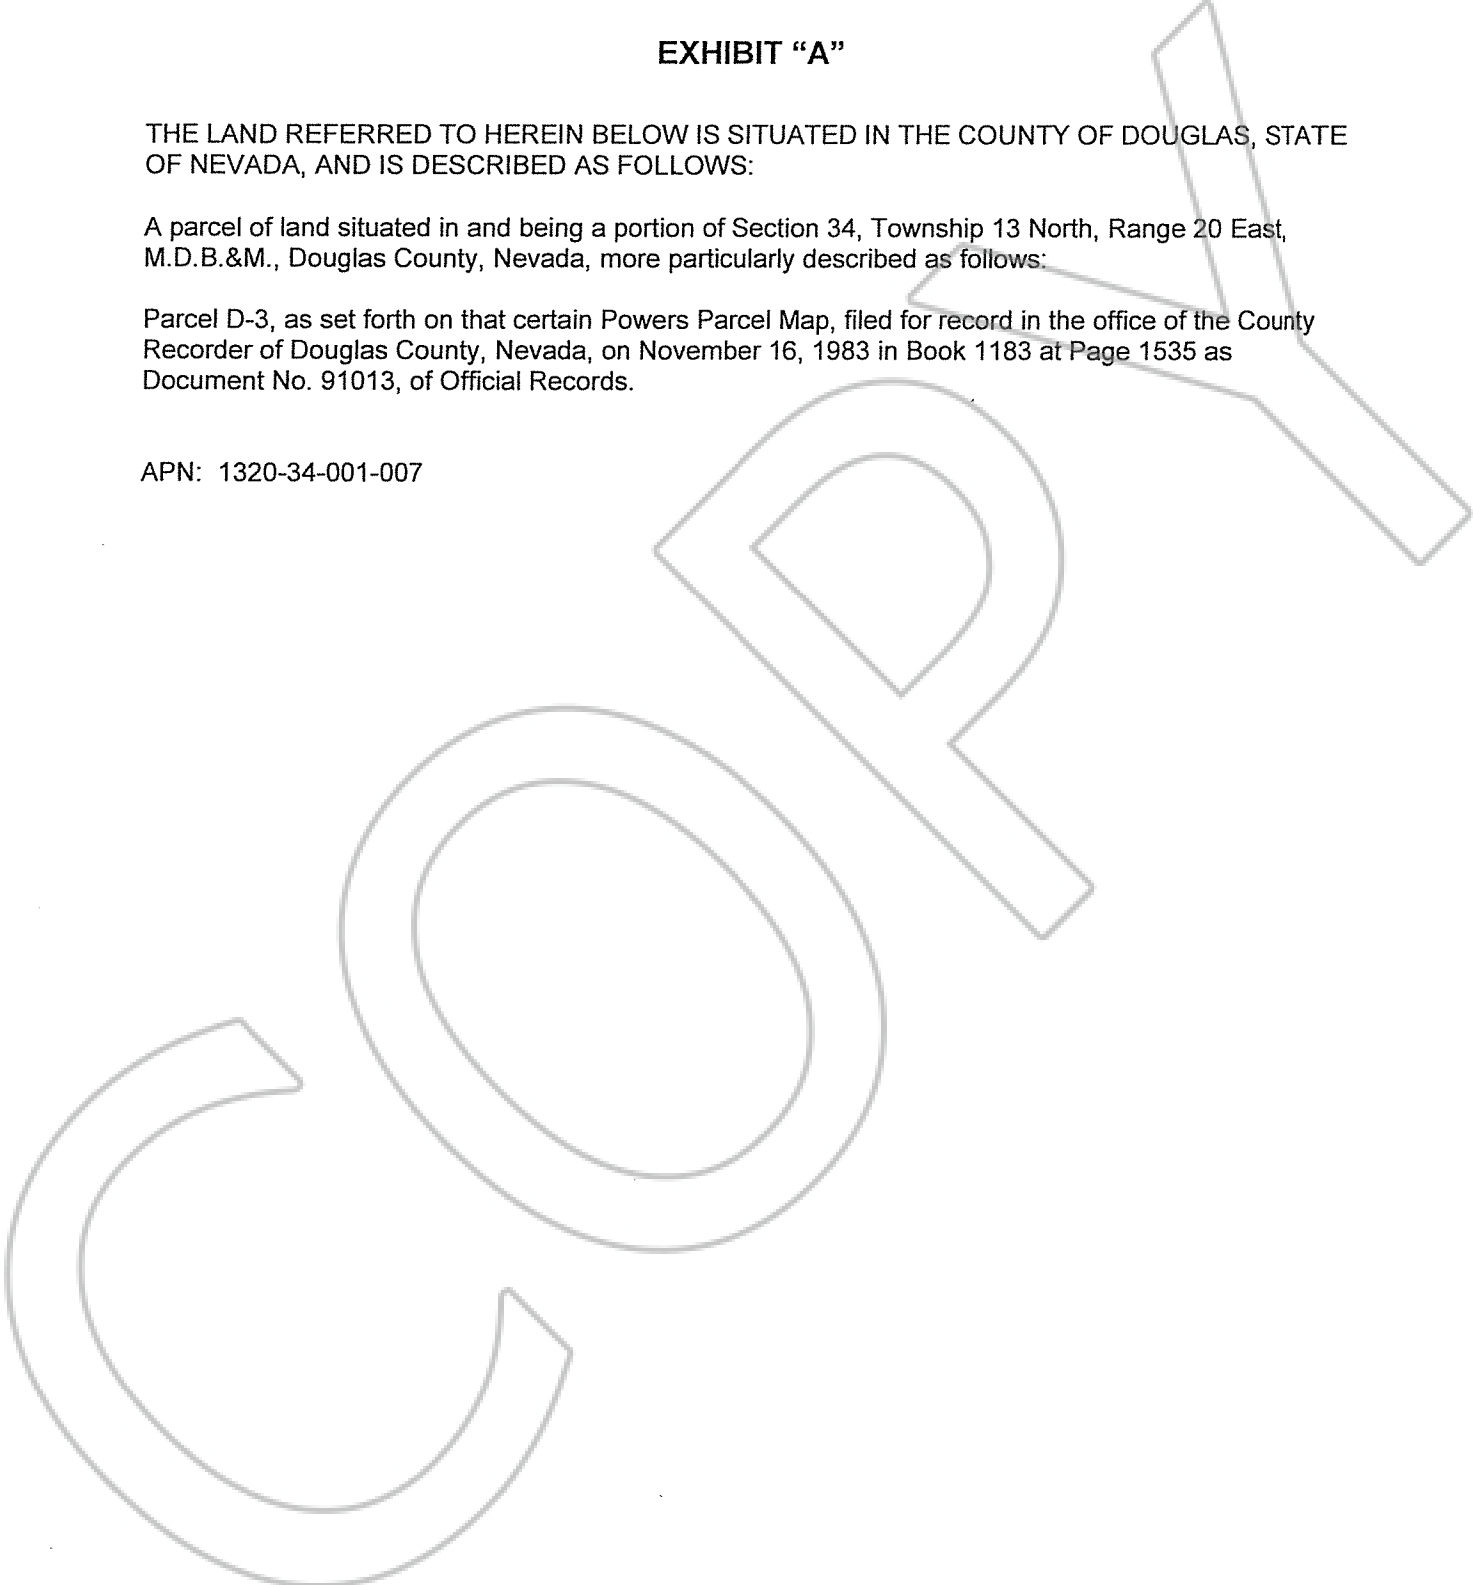 EXHIBIT “A”
THE LAND REFERRED TO HEREIN BELOW IS SITUATED IN THE COUNTY OF DOUGLAS, STATE
OF NEVADA, AND IS DESCRIBED AS FOLLOWS:
A parcel of land situated in and being a portion of Section 34, Township 13 North, Range 20 East,
M.D.B.&M., Douglas County, Nevada, more particularly described as follows:
Parcel D-3, as set forth on that certain Powers Parcel Map, filed for record in the office of the County
Recorder of Douglas County, Nevada, on November 16, 1983 in Book 1183 at Page 1535 as
Document No. 91013, of Official Records.
APN: 1320-34-001-007
COPY